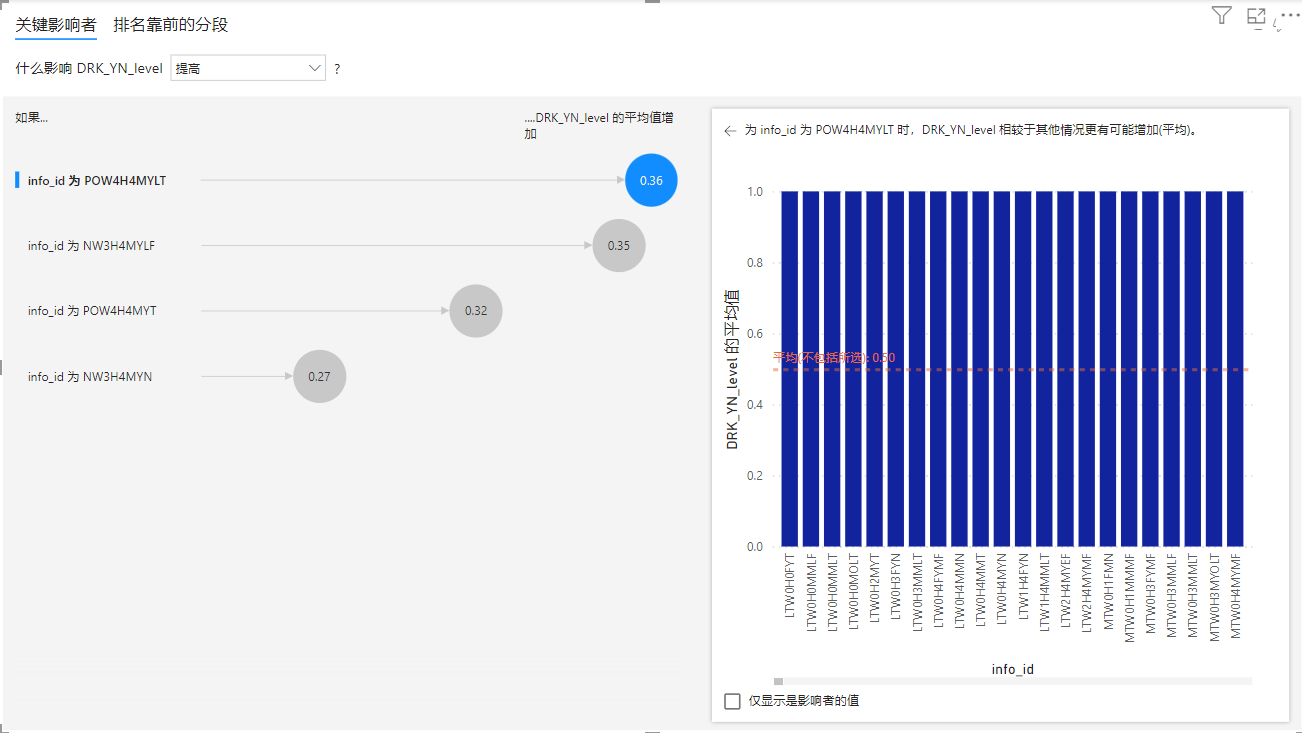 关键影响者 排名靠前的分段
什么影响 DRK_YN_level 提高 ?
如果...
....DRK_YN_level 的平均值增
加
info_id 为 POW4H4MYLT 0.36
info_id 为 NW3H4MYLF 0.35
info_id 为 POW4H4MYT 0.32
info_id 为 NW3H4MYN 0.27
为 info_id 为 POW4H4MYLT 时，DRK_YN_level 相较于其他情况更有可能增加(平均)。
DRK_YN_level 的平均值
1.0
0.8
0.6
平均(不包括所选): 0.50
0.4
0.2
0.0
LTW0H0FYT
LTW0H0MMLF
LTW0H0MMLT
LTW0H0MOLT
LTW0H2MYT
LTW0H3FYN
LTW0H3MMLT
LTW0H4FYMF
LTW0H4MMN
LTW0H4MMT
LTW0H4MYN
LTW1H4FYN
LTW1H4MMLT
LTW2H4MYEF
LTW2H4MYMF
MTW0H1FMN
MTW0H1MMMF
MTW0H3FYMF
MTW0H3MMLF
MTW0H3MMLT
MTW0H3MYOLT
MTW0H4MYMF
info_id
仅显示是影响者的值